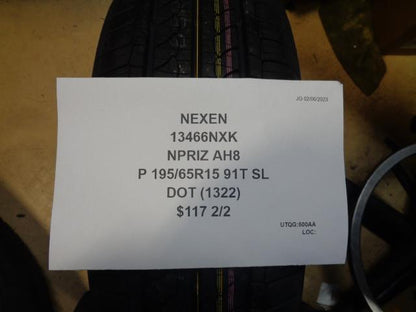 JO 02/06/2023
NEXEN
13466NXK
NPRIZ AH8
P 195/65R15 91T SL
DOT (1322)
$117 2/2
UTQG:600AA
LOC: